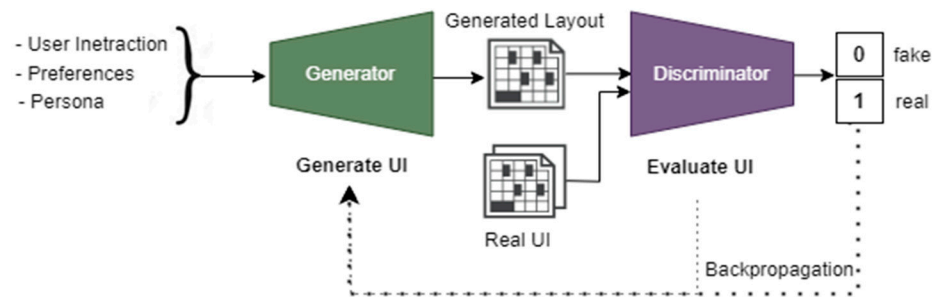 Generated Layout
- User Inetraction
- Preferences
- Persona
Generator
Discriminator
0
fake
1
real
Generate UI
Evaluate UI
Real UI
Backpropagation